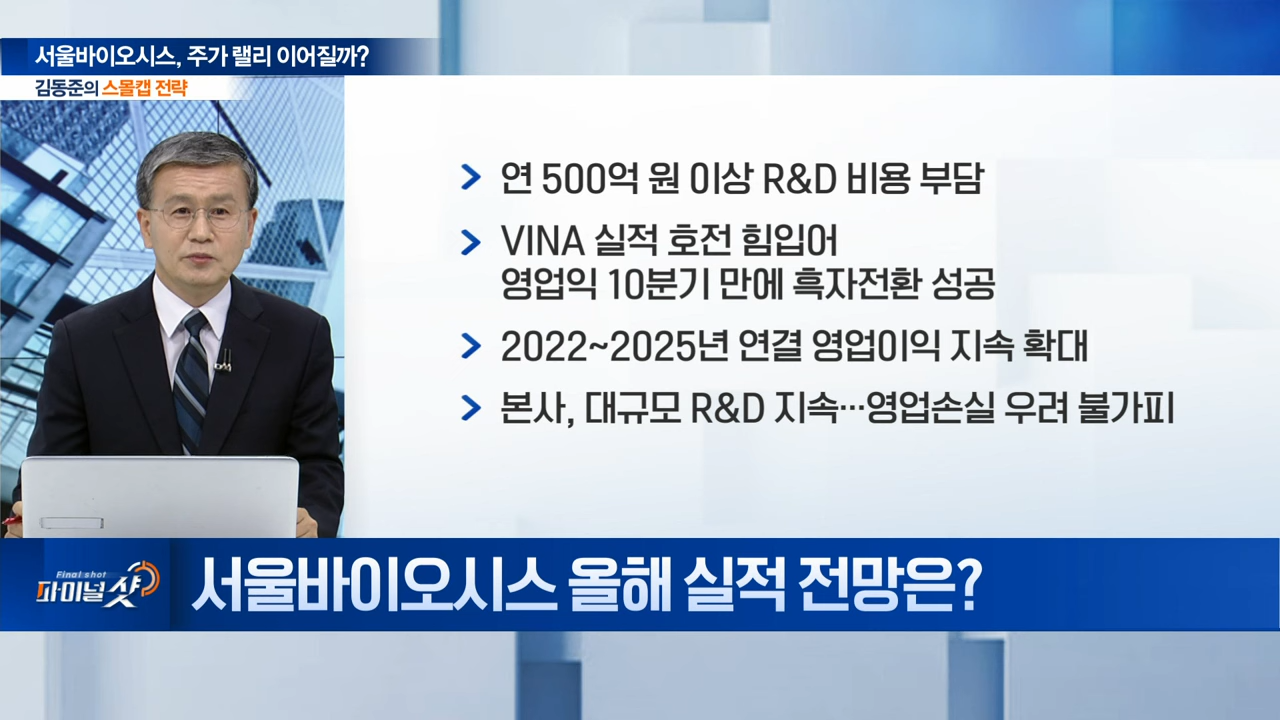 서울바이오시스, 주가 랠리 이어질까?
김동준의 스몰캡 전략
연 500억 원 이상 R&D 비용 부담
VINA 실적 호전 힘입어
영업익 10분기 만에 흑자전환 성공
2022~2025년 연결 영업이익 지속 확대
본사, 대규모 R&D 지속…영업손실 우려 불가피
Final shot
파이널 샷
서울바이오시스 올해 실적 전망은?